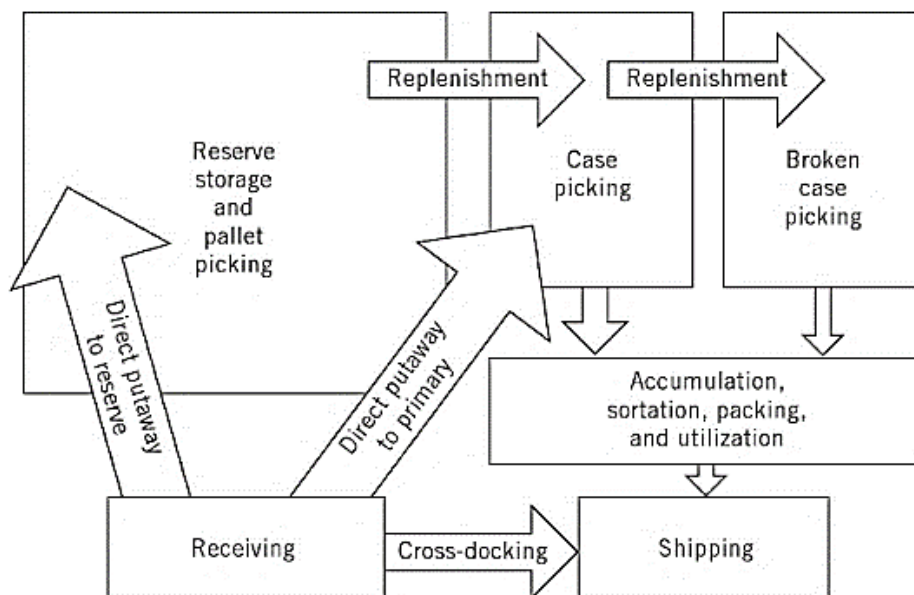 Replenishment
Replenishment
Reserve
storage
and
pallet
picking
Case
picking
Broken
case
picking
Direct putaway
to reserve
Direct putaway
to primary
Accumulation,
sortation, packing,
and utilization
Receiving
Cross-docking
Shipping